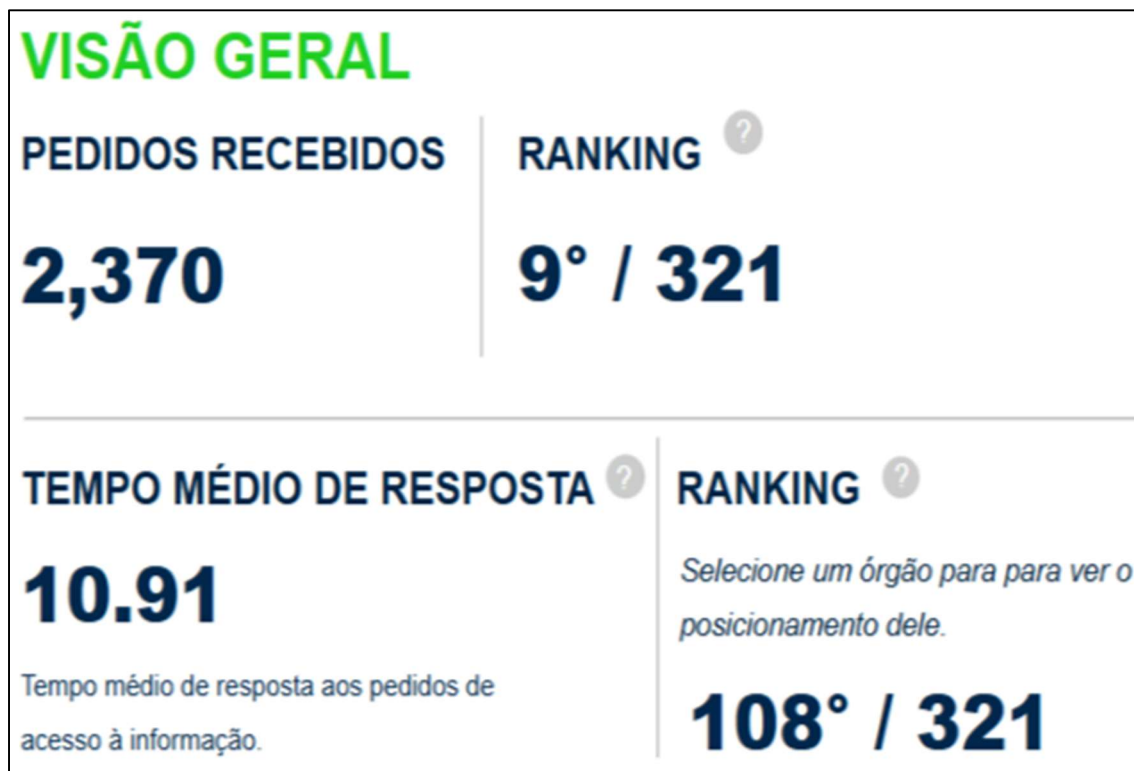 VISÃO GERAL
PEDIDOS RECEBIDOS
2,370
RANKING ?
9° / 321
TEMPO MÉDIO DE RESPOSTA ?
10.91
Tempo médio de resposta aos pedidos de
acesso à informação.
RANKING ?
Selecione um órgão para para ver o
posicionamento dele.
108° / 321